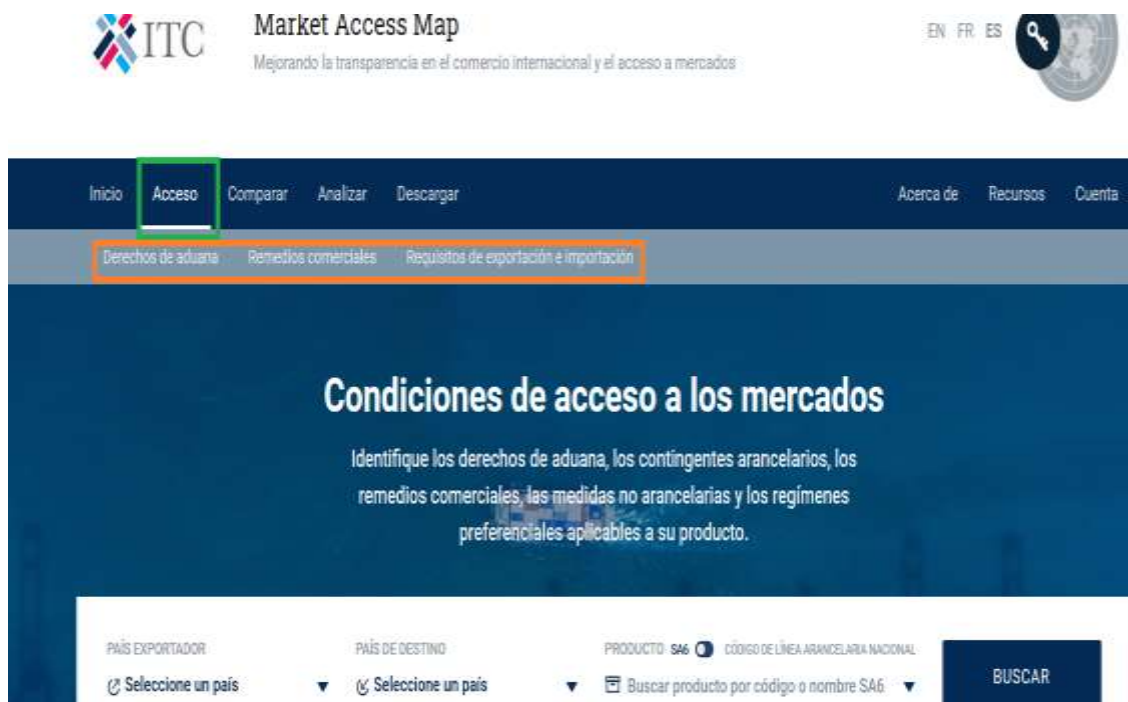 ITC
Market Access Map
EN FR ES
Mejorando la transparencia en el comercio internacional y el acceso a mercados
Inicio Acceso Comparar Analizar Descargar Acerca de Recursos Cuenta
Derechos de aduana Remedios comerciales Requisitos de exportación e importación
Condiciones de acceso a los mercados
Identifique los derechos de aduana, los contingentes arancelarios, los
remedios comerciales, las medidas no arancelarias y los regímenes
preferenciales aplicables a su producto.
PAÍS EXPORTADOR PAÍS DE DESTINO PRODUCTO SA6 CÓDIGO DE LÍNEA ARANCELARIA NACIONAL
Seleccione un país Seleccione un país Buscar producto por código o nombre SA6 BUSCAR